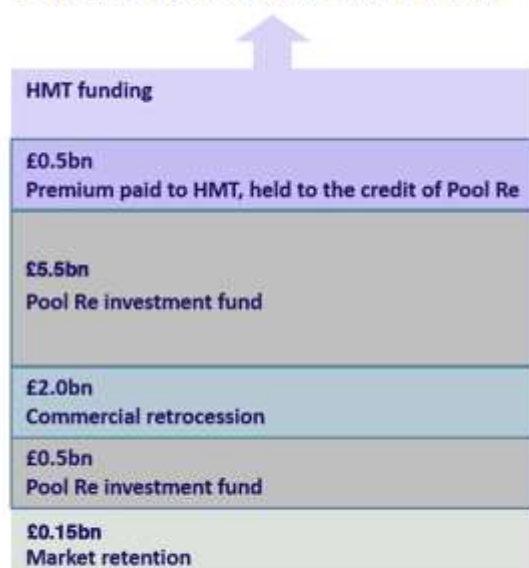 HMT funding
£0.5bn
Premium paid to HMT, held to the credit of Pool Re
£5.5bn
Pool Re investment fund
£2.0bn
Commercial retrocession
£0.5bn
Pool Re investment fund
£0.15bn
Market retention